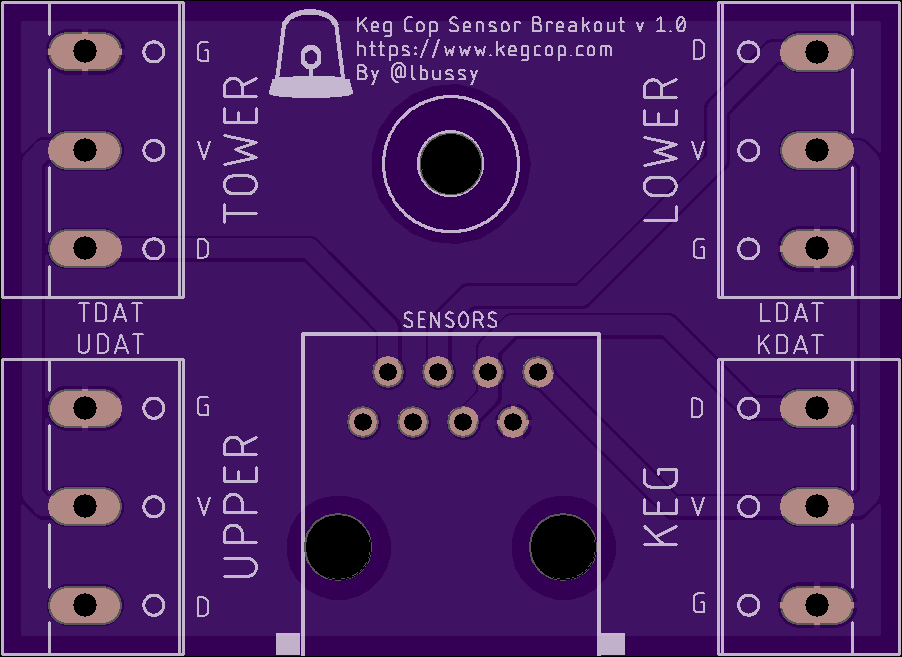 Keg Cop Sensor Breakout v 1.0
https://www.kegcop.com
By @lbussy
G
V
D
TOWER
TDAT
D
V
G
LOWER
LDAT
SENSORS
UDAT
G
V
D
UPPER
KDAT
D
V
G
KEG